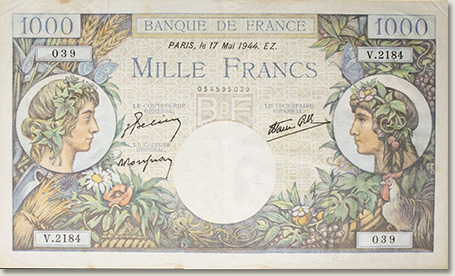 1000 BANQUE DE FRANCE 1000
039 PARIS, le 17 Mai 1944. EZ. V.2184
MILLE FRANCS
054595039
LE CONTRÔLEUR GÉNÉRAL, BDF LE SECRÉTAIRE GÉNÉRAL,
LE CAISSIER GÉNÉRAL,
V.2184 039